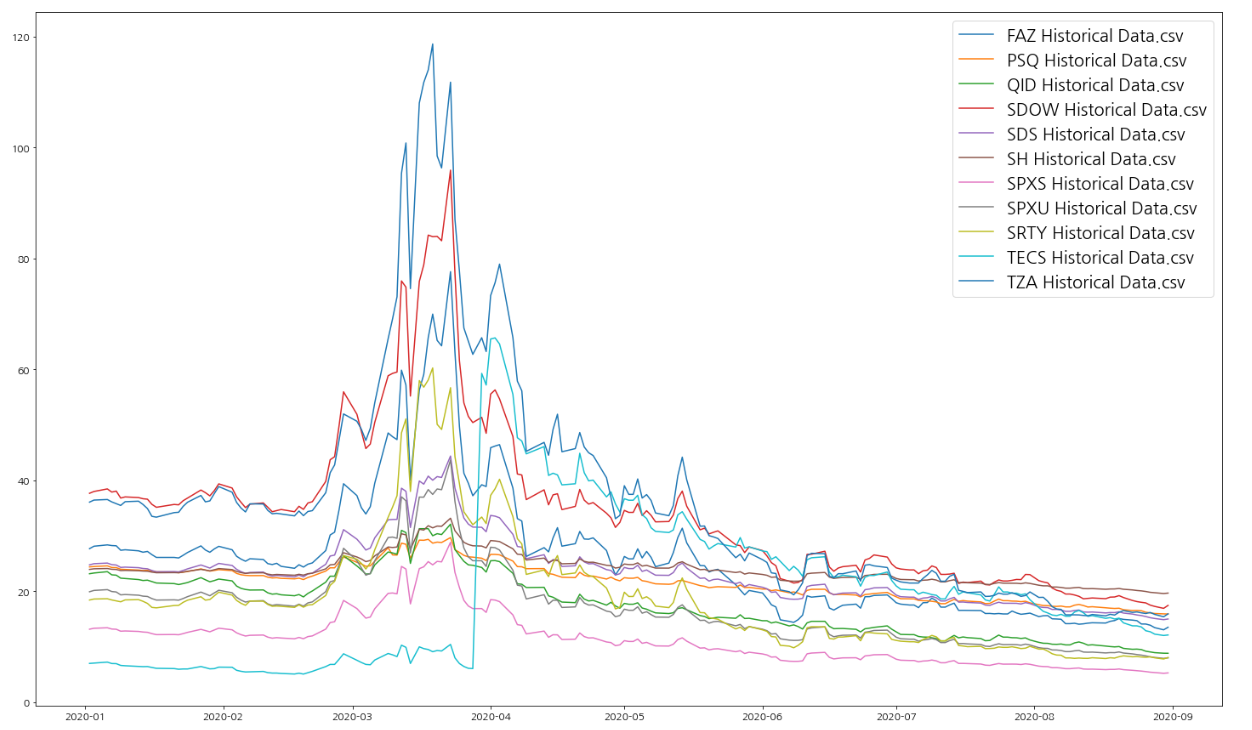 120
100
80
60
40
20
0
2020-01
2020-02
2020-03
2020-04
2020-05
2020-06
2020-07
2020-08
2020-09
FAZ Historical Data.csv
PSQ Historical Data.csv
QID Historical Data.csv
SDOW Historical Data.csv
SDS Historical Data.csv
SH Historical Data.csv
SPXS Historical Data.csv
SPXU Historical Data.csv
SRTY Historical Data.csv
TECS Historical Data.csv
TZA Historical Data.csv